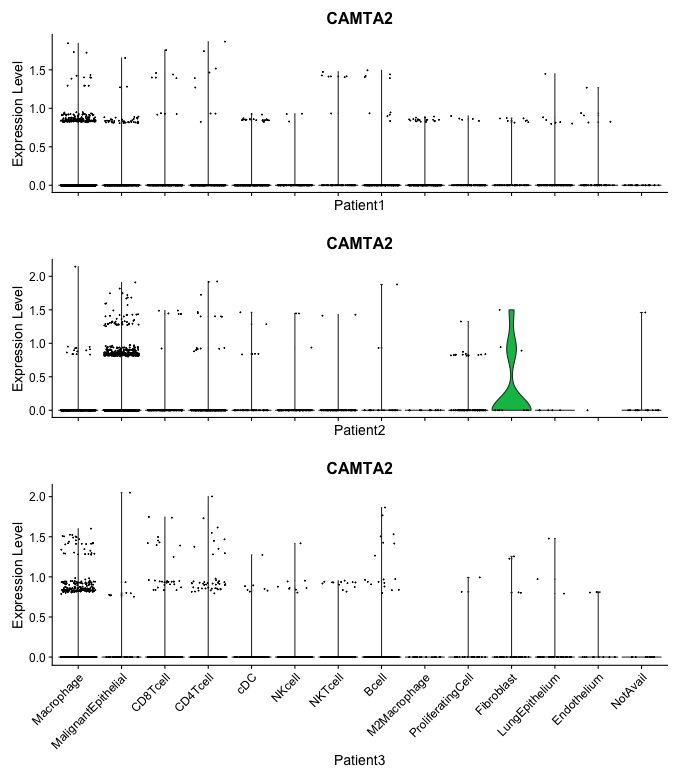 CAMTA2
Expression Level
1.5
1.0
0.5
0.0
Patient1
CAMTA2
Expression Level
2.0
1.5
1.0
0.5
0.0
Patient2
CAMTA2
Expression Level
2.0
1.5
1.0
0.5
0.0
Macrophage
MalignantEpithelial
CD8Tcell
CD4Tcell
cDC
NKcell
NKTcell
Bcell
M2Macrophage
ProliferatingCell
Fibroblast
LungEpithelium
Endothelium
NotAvail
Patient3